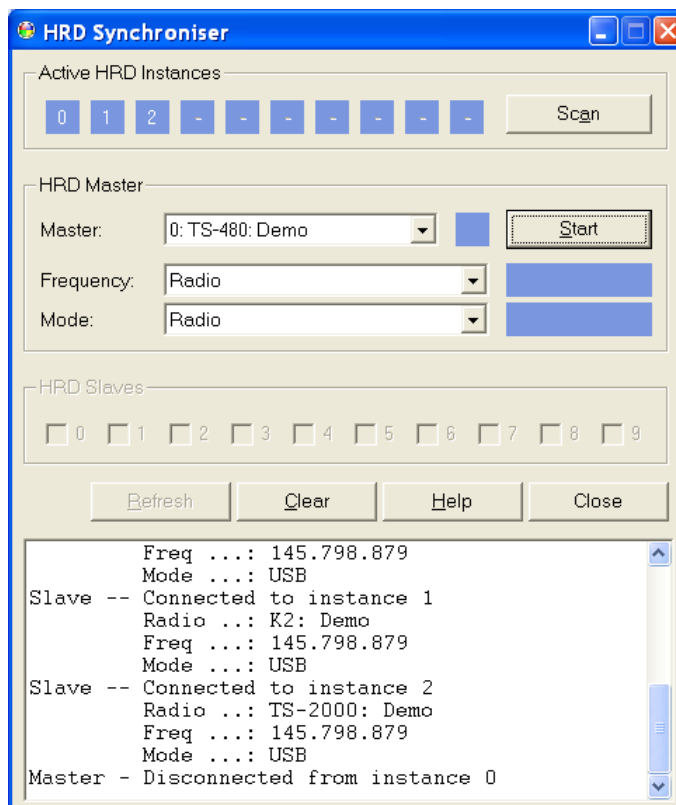 HRD Synchroniser
Active HRD Instances
0 1 2 - - - - - - - Scan
HRD Master
Master: 0: TS-480: Demo Start
Frequency: Radio
Mode: Radio
HRD Slaves
0 1 2 3 4 5 6 7 8 9
Refresh Clear Help Close
Freq ...: 145.798.879
Mode ...: USB
Slave -- Connected to instance 1
Radio ..: K2: Demo
Freq ...: 145.798.879
Mode ...: USB
Slave -- Connected to instance 2
Radio ..: TS-2000: Demo
Freq ...: 145.798.879
Mode ...: USB
Master - Disconnected from instance 0